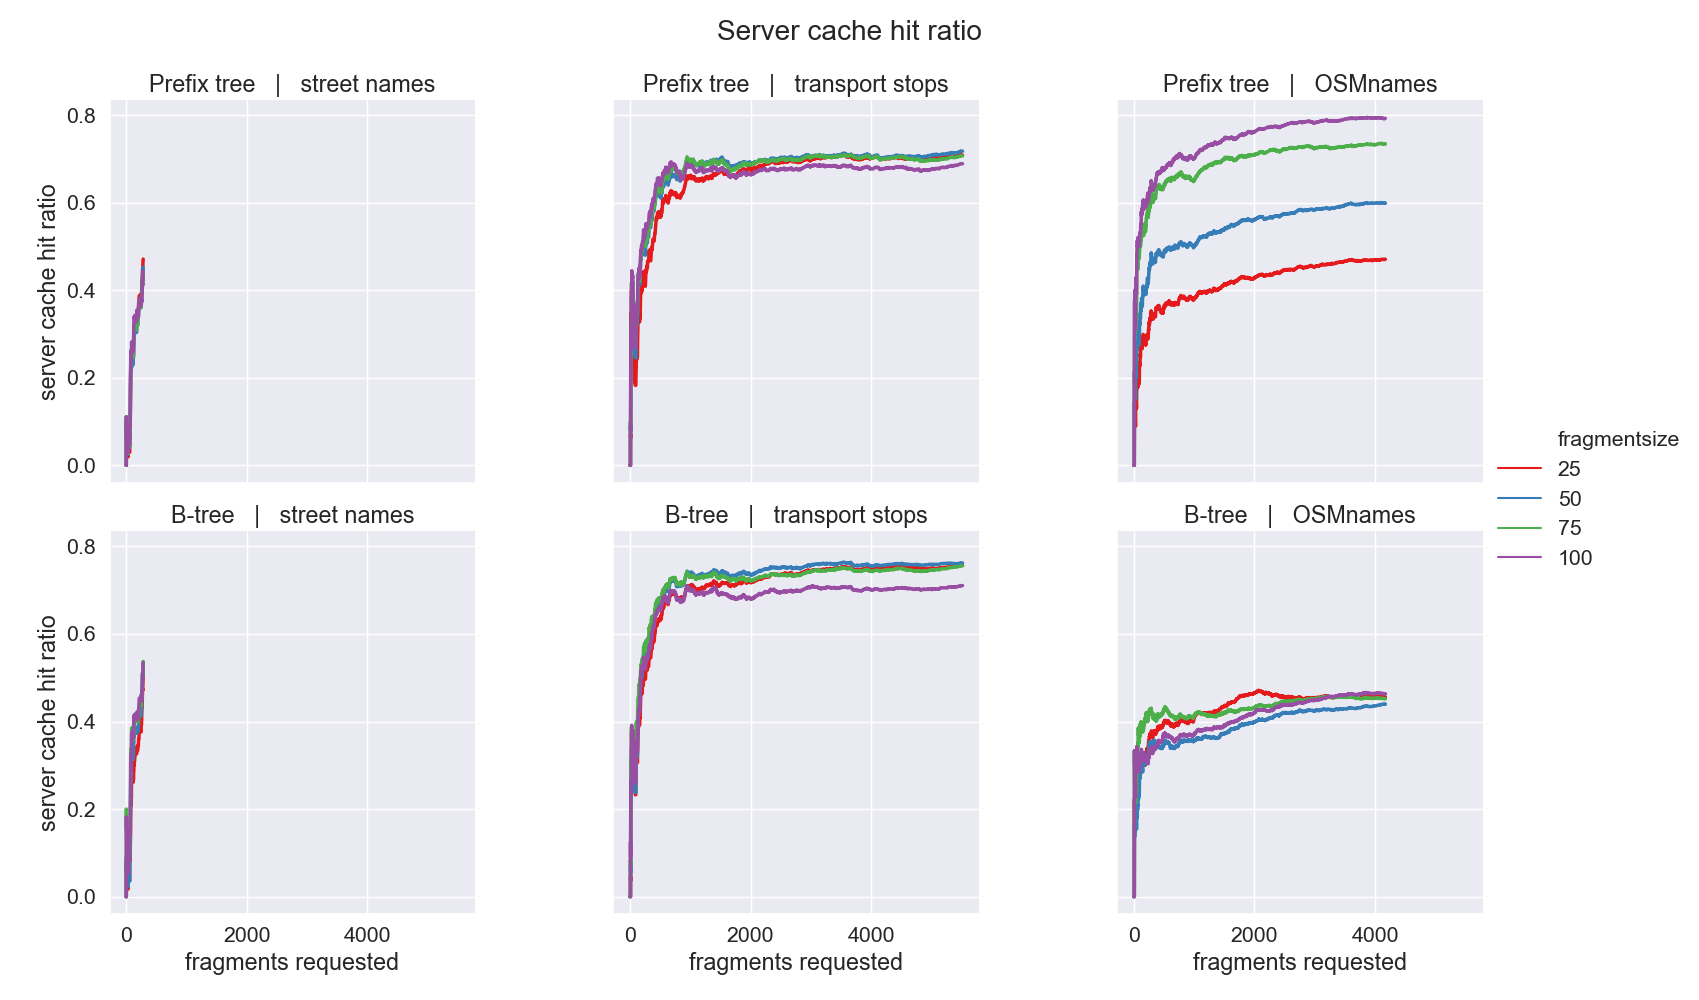 Server cache hit ratio
Prefix tree | street names
Prefix tree | transport stops
Prefix tree | OSMnames
server cache hit ratio
0.8
0.6
0.4
0.2
0.0
fragmentsize
25
50
75
100
B-tree | street names
B-tree | transport stops
B-tree | OSMnames
server cache hit ratio
0.8
0.6
0.4
0.2
0.0
0 2000 4000
0 2000 4000
0 2000 4000
fragments requested
fragments requested
fragments requested